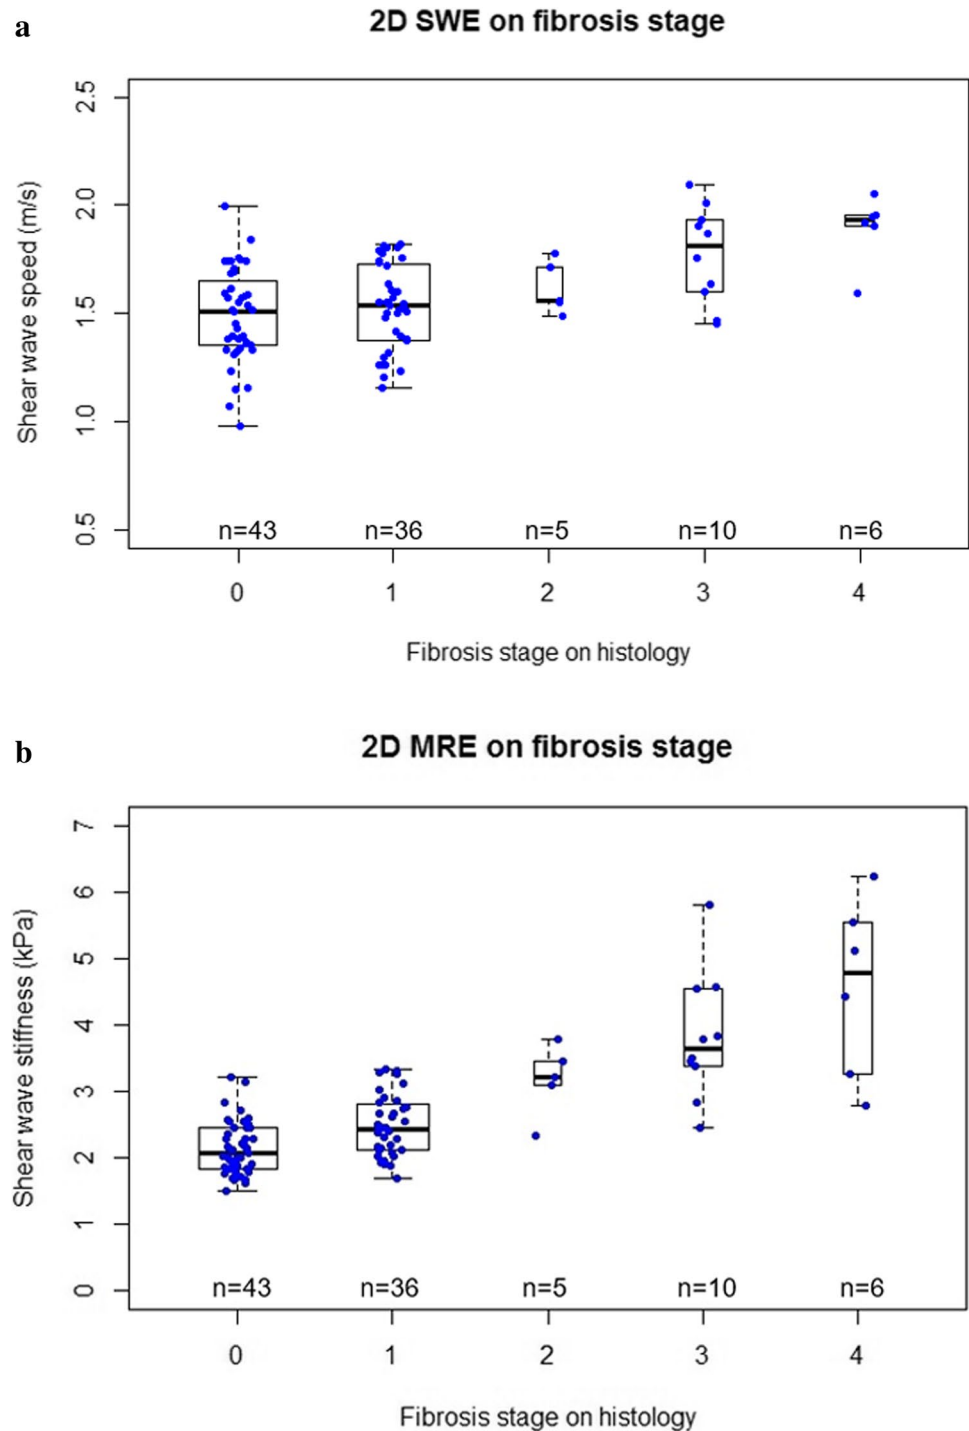 a
2D SWE on fibrosis stage
Shear wave speed (m/s)
2.5
2.0
1.5
1.0
0.5
n=43 n=36 n=5 n=10 n=6
0 1 2 3 4
Fibrosis stage on histology
b
2D MRE on fibrosis stage
Shear wave stiffness (kPa)
7
6
5
4
3
2
1
0
n=43 n=36 n=5 n=10 n=6
0 1 2 3 4
Fibrosis stage on histology